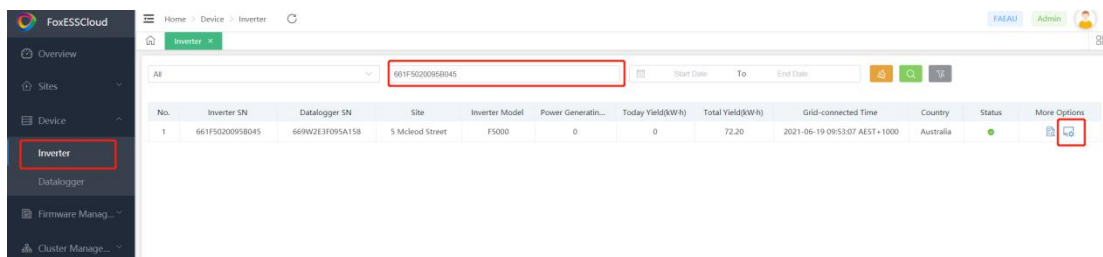 FoxESSCloud
Home > Device > Inverter
FAEAU
Admin
Inverter ×
Overview
Sites
Device
Inverter
Datalogger
Firmware Manag...
Cluster Manage...
All
661F5020095B045
Start Date To End Date
No. Inverter SN Datalogger SN Site Inverter Model Power Generatin... Today Yield(kW·h) Total Yield(kW·h) Grid-connected Time Country Status More Options
1 661F5020095B045 669W2E3F095A158 5 Mcleod Street F5000 0 0 72.20 2021-06-19 09:53:07 AEST+1000 Australia